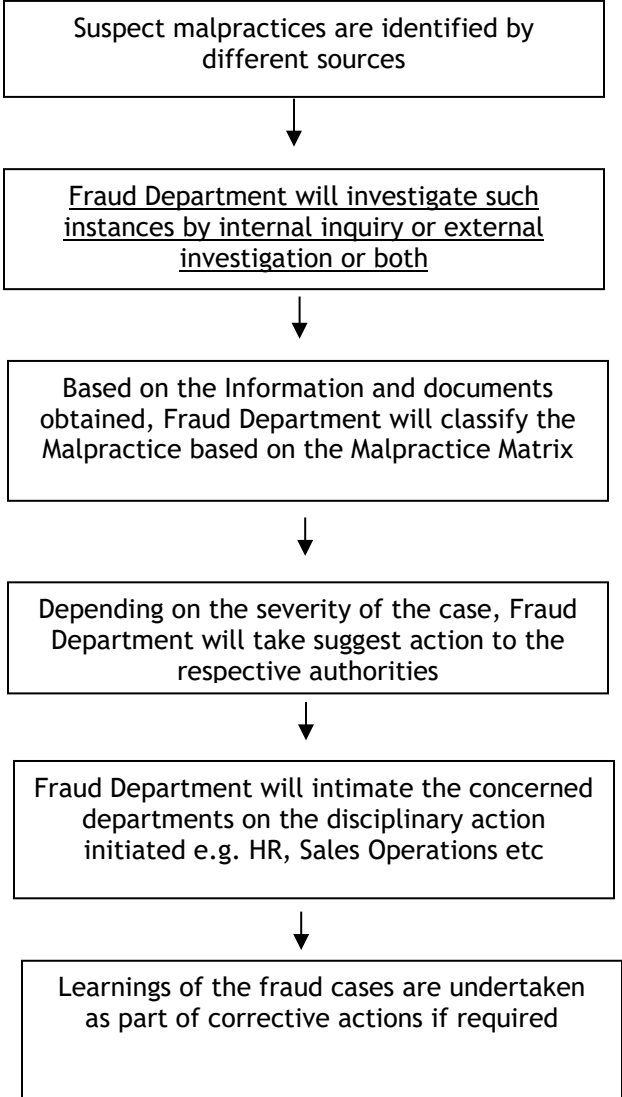 Suspect malpractices are identified by
different sources
Fraud Department will investigate such
instances by internal inquiry or external
investigation or both
Based on the Information and documents
obtained, Fraud Department will classify the
Malpractice based on the Malpractice Matrix
Depending on the severity of the case, Fraud
Department will take suggest action to the
respective authorities
Fraud Department will intimate the concerned
departments on the disciplinary action
initiated e.g. HR, Sales Operations etc
Learnings of the fraud cases are undertaken
as part of corrective actions if required